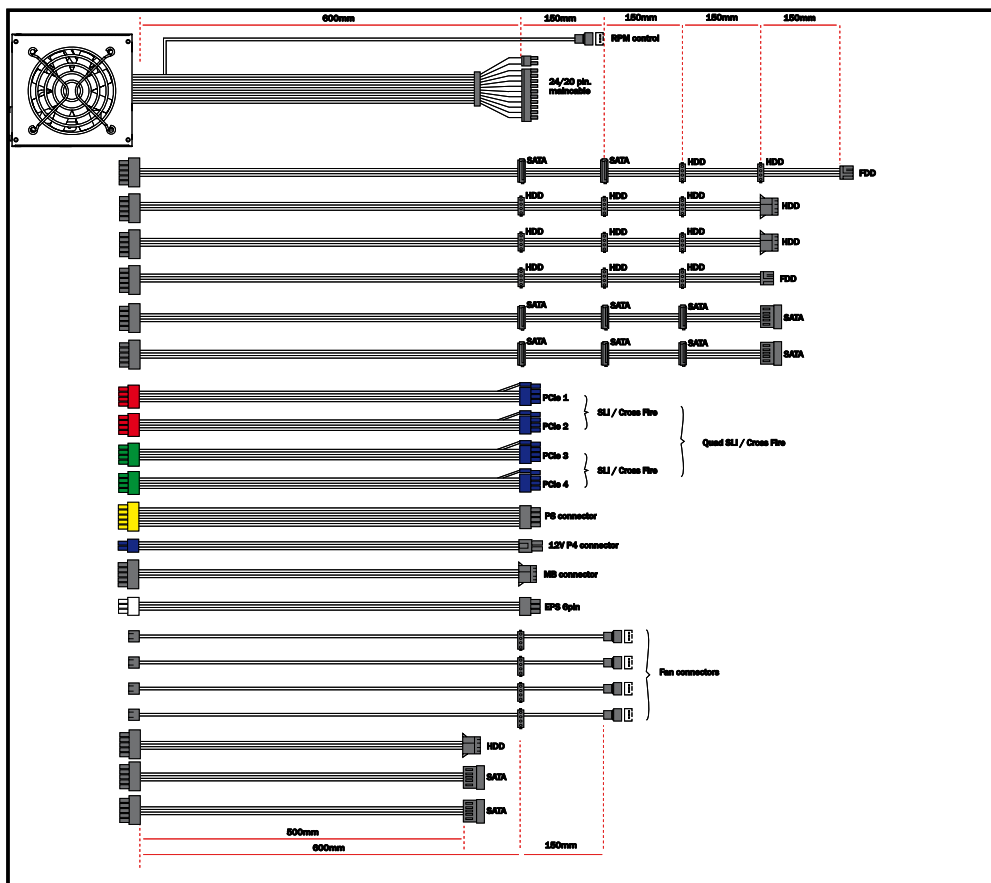 600mm 150mm 150mm 150mm 150mm
RPM control
24/20 pin.
maincable
SATA SATA HDD HDD FDD
HDD HDD HDD HDD
HDD HDD HDD HDD
HDD HDD HDD FDD
SATA SATA SATA SATA
SATA SATA SATA SATA
PCIe 1
SLI / Cross Fire
PCIe 2
Quad SLI / Cross Fire
PCIe 3
SLI / Cross Fire
PCIe 4
PS connector
12V P4 connector
MB connector
EPS 6pin
Fan connectors
HDD
SATA
SATA
500mm
600mm 150mm